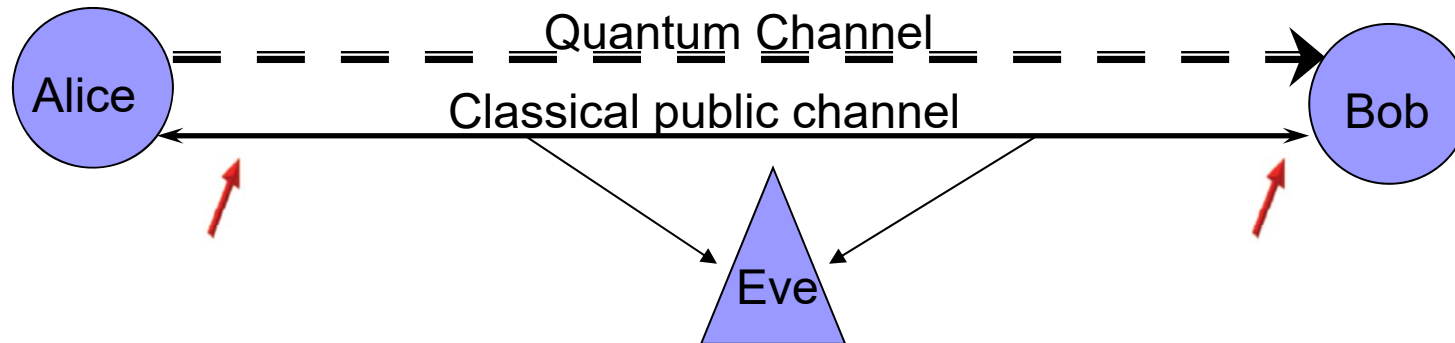 Quantum Channel
Alice
Classical public channel
Bob
Eve